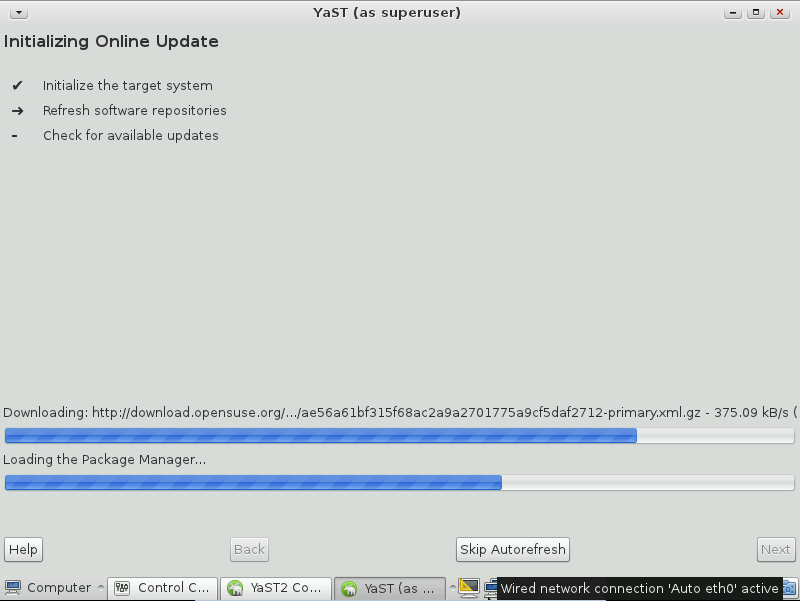 YaST (as superuser)
Initializing Online Update
✔ Initialize the target system
➔ Refresh software repositories
- Check for available updates
Downloading: http://download.opensuse.org/.../ae56a61bf315f68ac2a9a2701775a9cf5daf2712-primary.xml.gz - 375.09 kB/s (
Loading the Package Manager...
Help Back Skip Autorefresh Next
Computer Control C... YaST2 Co... YaST (as ... Wired network connection 'Auto eth0' active